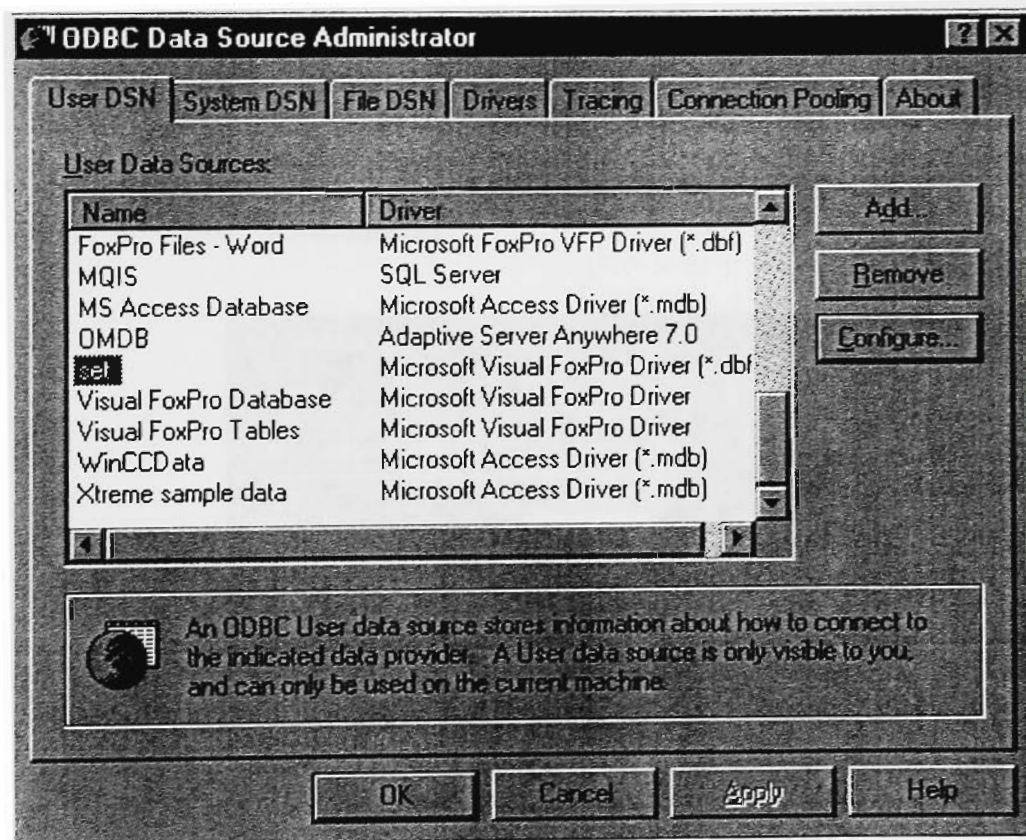 ODBC Data Source Administrator
User DSN System DSN File DSN Drivers Tracing Connection Pooling About
User Data Sources:
Name Driver
FoxPro Files - Word Microsoft FoxPro VFP Driver (*.dbf)
MQIS SQL Server
MS Access Database Microsoft Access Driver (*.mdb)
OMDB Adaptive Server Anywhere 7.0
set Microsoft Visual FoxPro Driver (*.dbf
Visual FoxPro Database Microsoft Visual FoxPro Driver
Visual FoxPro Tables Microsoft Visual FoxPro Driver
WinCCData Microsoft Access Driver (*.mdb)
Xtreme sample data Microsoft Access Driver (*.mdb)
Add...
Remove
Configure...
An ODBC User data source stores information about how to connect to
the indicated data provider. A User data source is only visible to you,
and can only be used on the current machine.
OK Cancel Apply Help